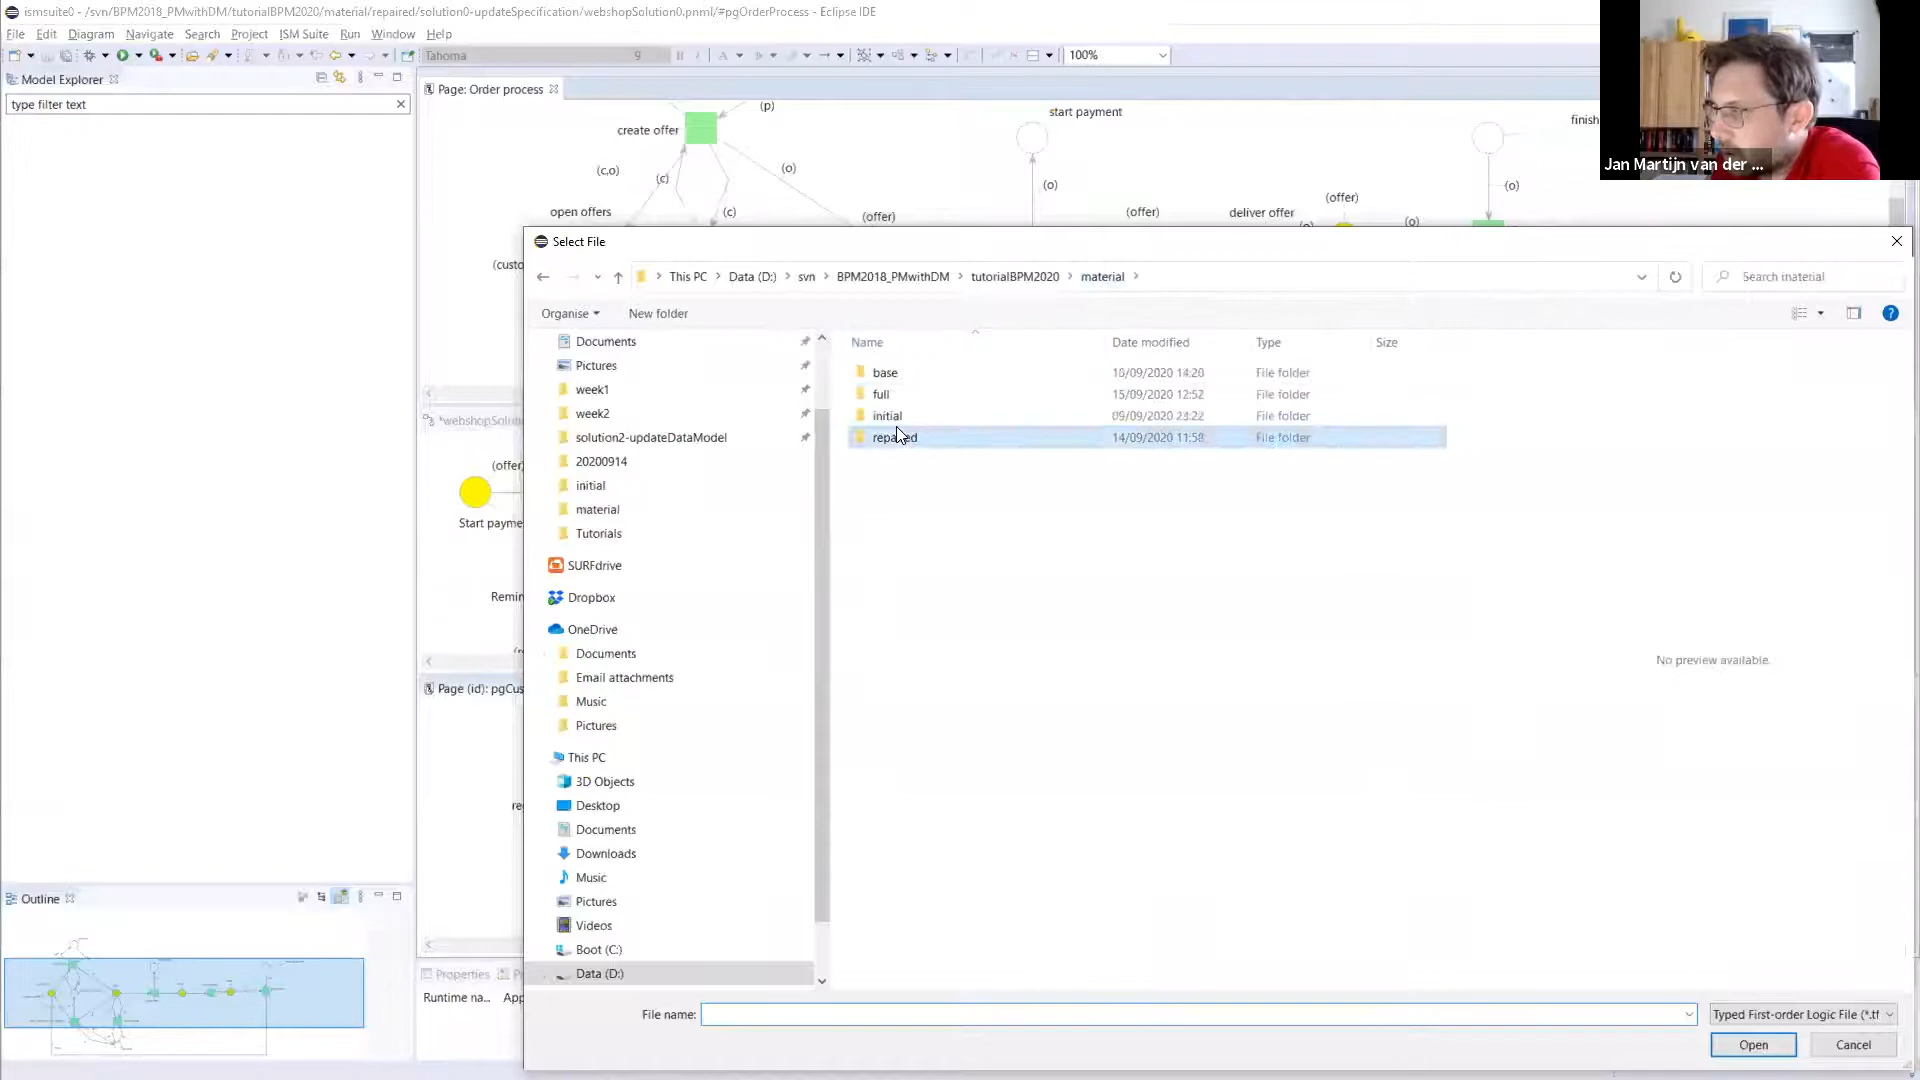 ismsuite0 - /svn/BPM2018_PMwithDM/tutorialBPM2020/material/repaired/solution0-updateSpecification/webshopSolution0.pnml/#pgOrderProcess - Eclipse IDE
File Edit Diagram Navigate Search Project ISM Suite Run Window Help
Tahoma 9 100%
Model Explorer
type filter text
Page: Order process
(p)
start payment
create offer
finish
(o)
(c,o)
(c)
(o)
(o)
Jan Martijn van der ...
open offers
(c)
(offer)
(offer)
deliver offer
(offer)
(o)
(o)
(custo
*webshopSoluti
(offer)
Start payme
Remin
Page (id): pgCus
Select File
This PC > Data (D:) > svn > BPM2018_PMwithDM > tutorialBPM2020 > material >
Search material
Organise
New folder
Documents
Pictures
week1
week2
solution2-updateDataModel
20200914
initial
material
Tutorials
SURFdrive
Dropbox
OneDrive
Documents
Email attachments
Music
Pictures
This PC
3D Objects
Desktop
Documents
Downloads
Music
Pictures
Videos
Boot (C:)
Data (D:)
Name Date modified Type Size
base 10/09/2020 14:20 File folder
full 15/09/2020 12:52 File folder
initial 09/09/2020 23:22 File folder
repaired 14/09/2020 11:58 File folder
No preview available.
Outline
Properties
Runtime na... App
File name:
Typed First-order Logic File (*.tf
Open
Cancel